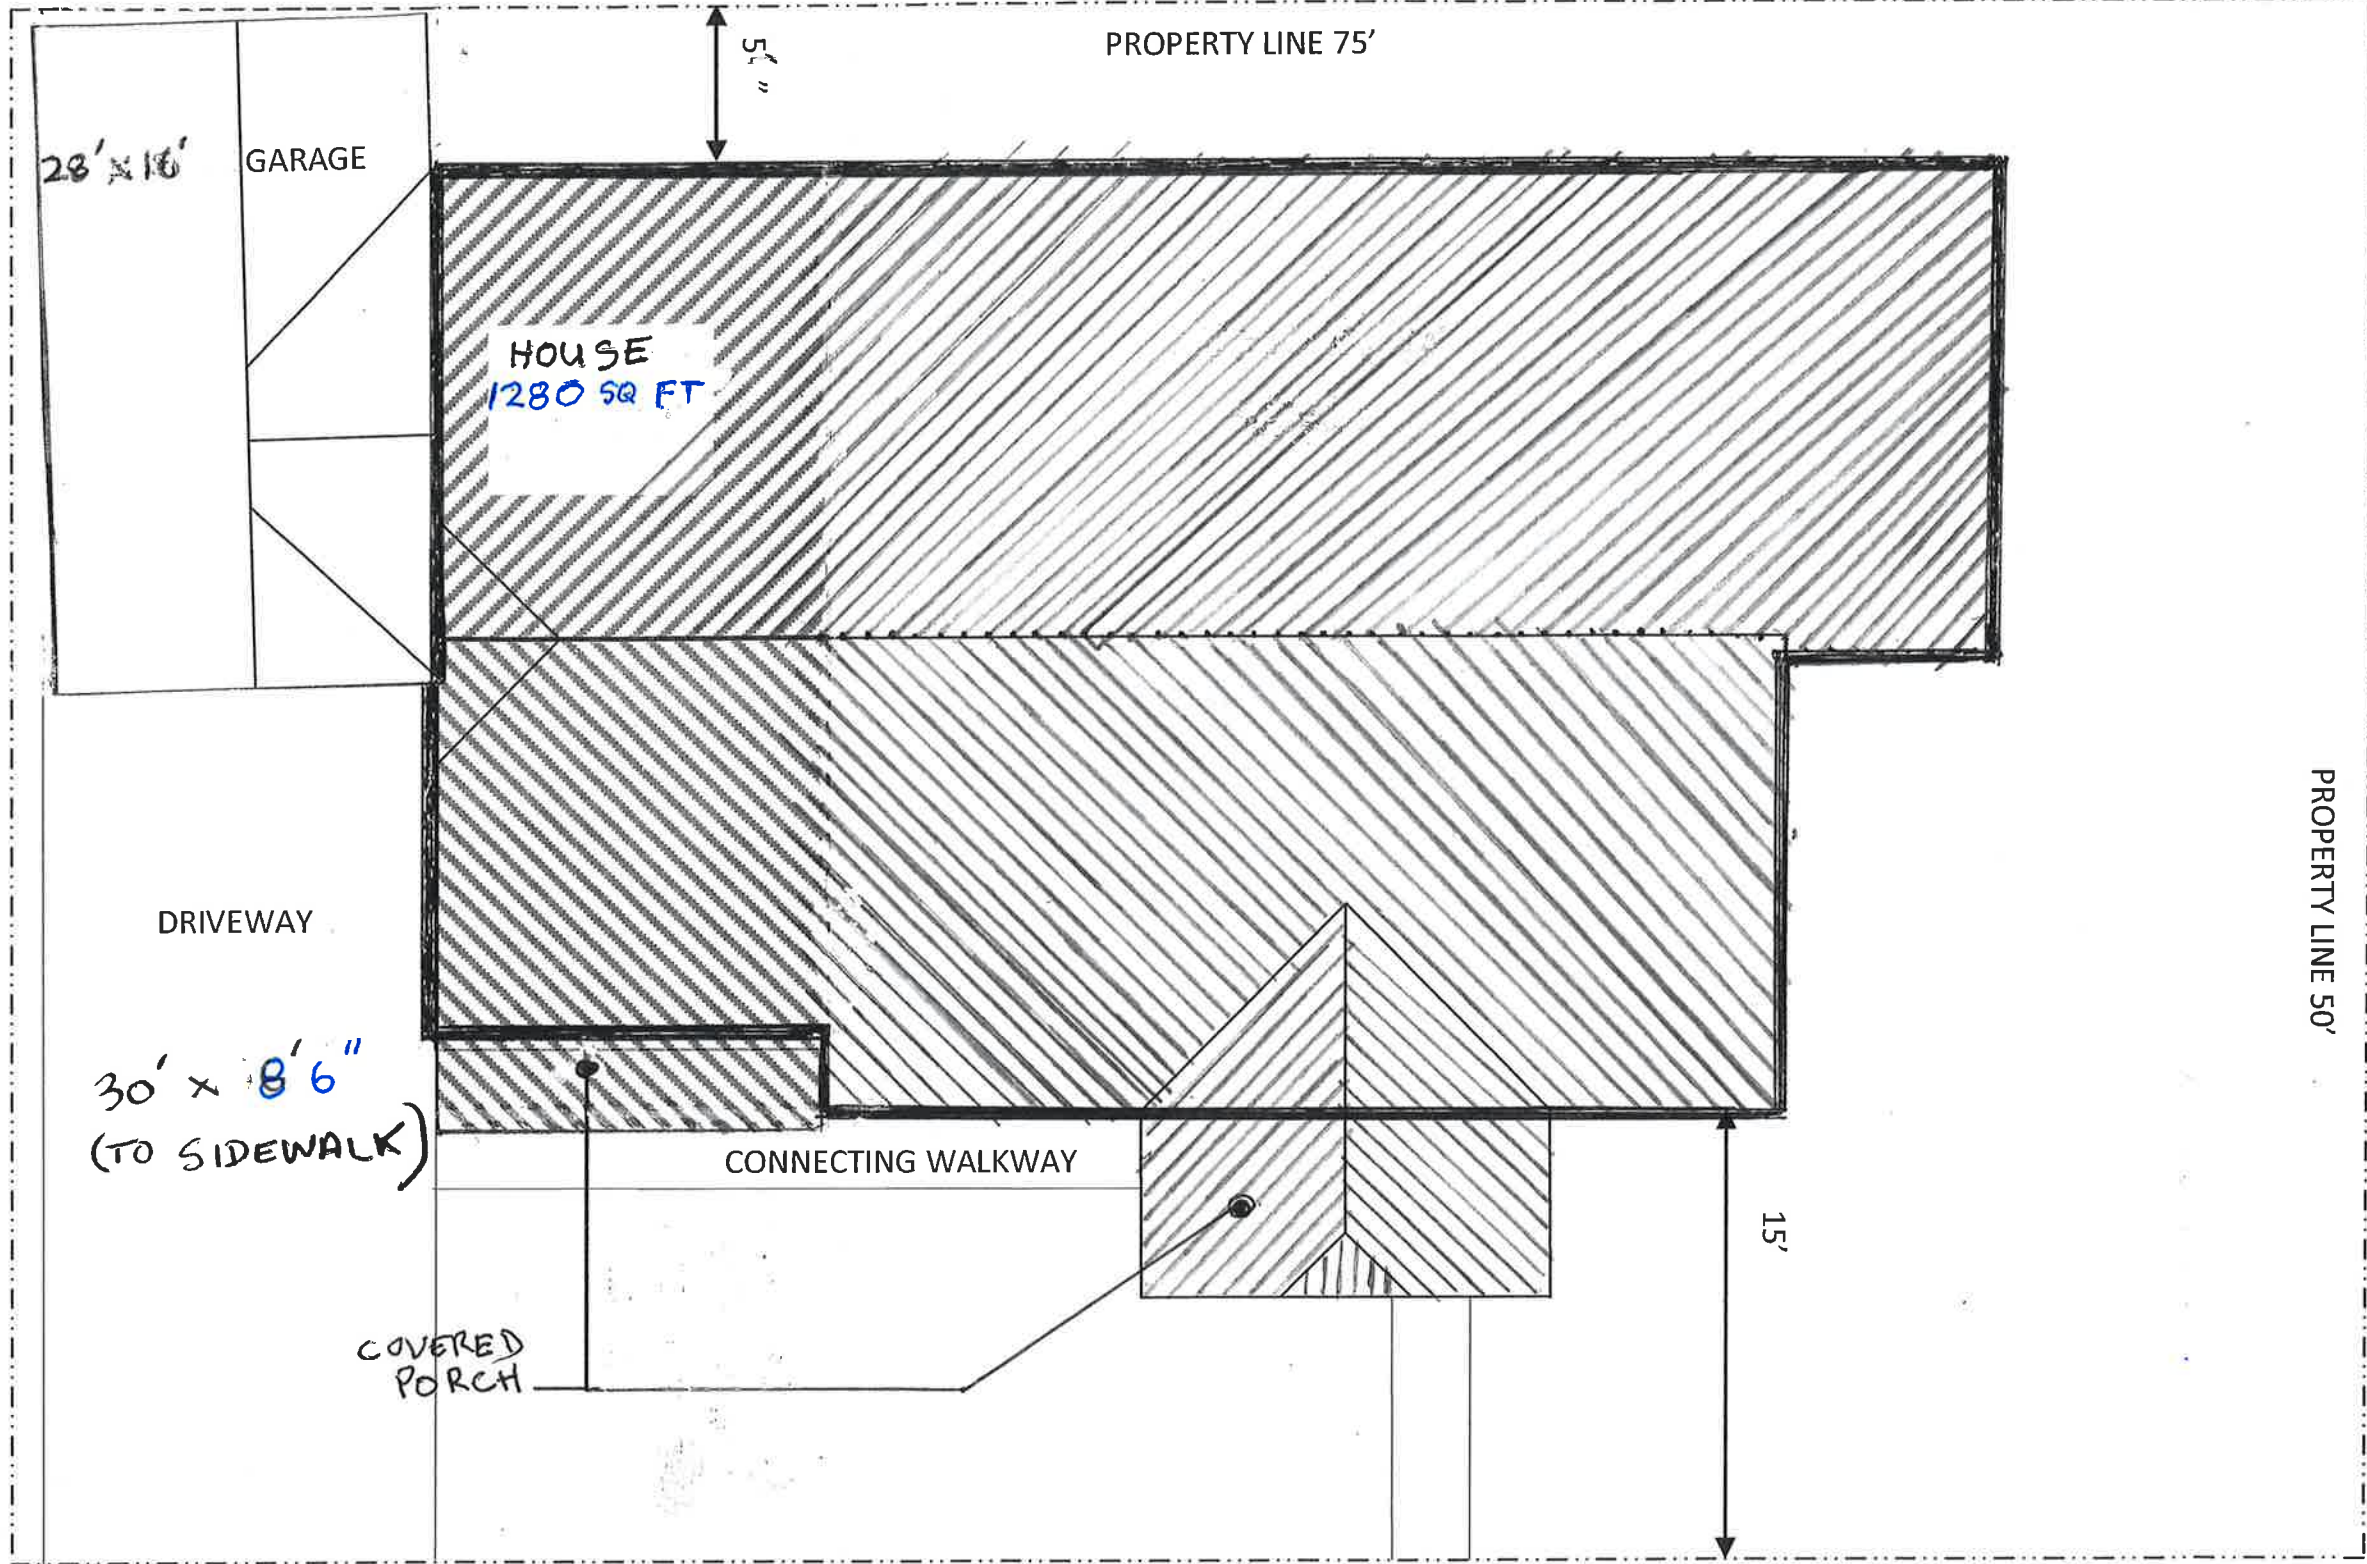 PROPERTY LINE 75'
28' x 16'
GARAGE
HOUSE
1280 SQ FT
DRIVEWAY
PROPERTY LINE 50'
30' x 8' 6"
(TO SIDEWALK)
CONNECTING WALKWAY
15'
COVERED
PORCH